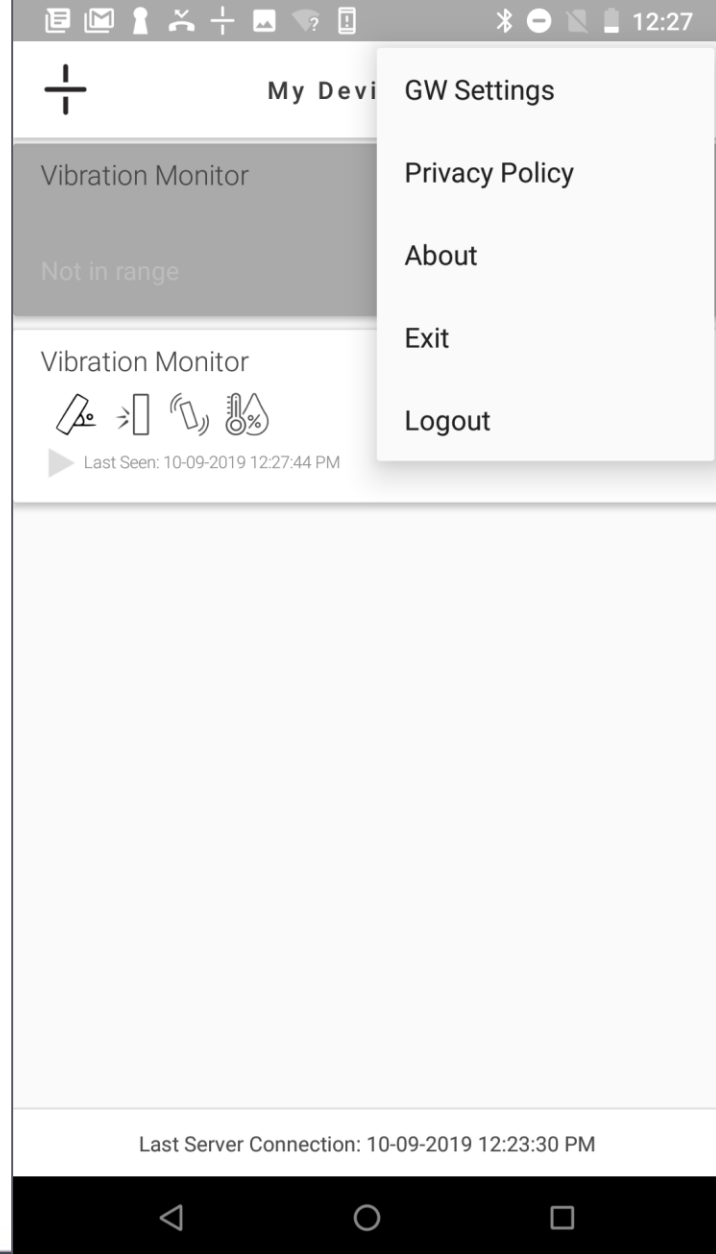 12:27
My Devi
GW Settings
Privacy Policy
About
Exit
Logout
Vibration Monitor
Not in range
Vibration Monitor
%
Last Seen: 10-09-2019 12:27:44 PM
Last Server Connection: 10-09-2019 12:23:30 PM